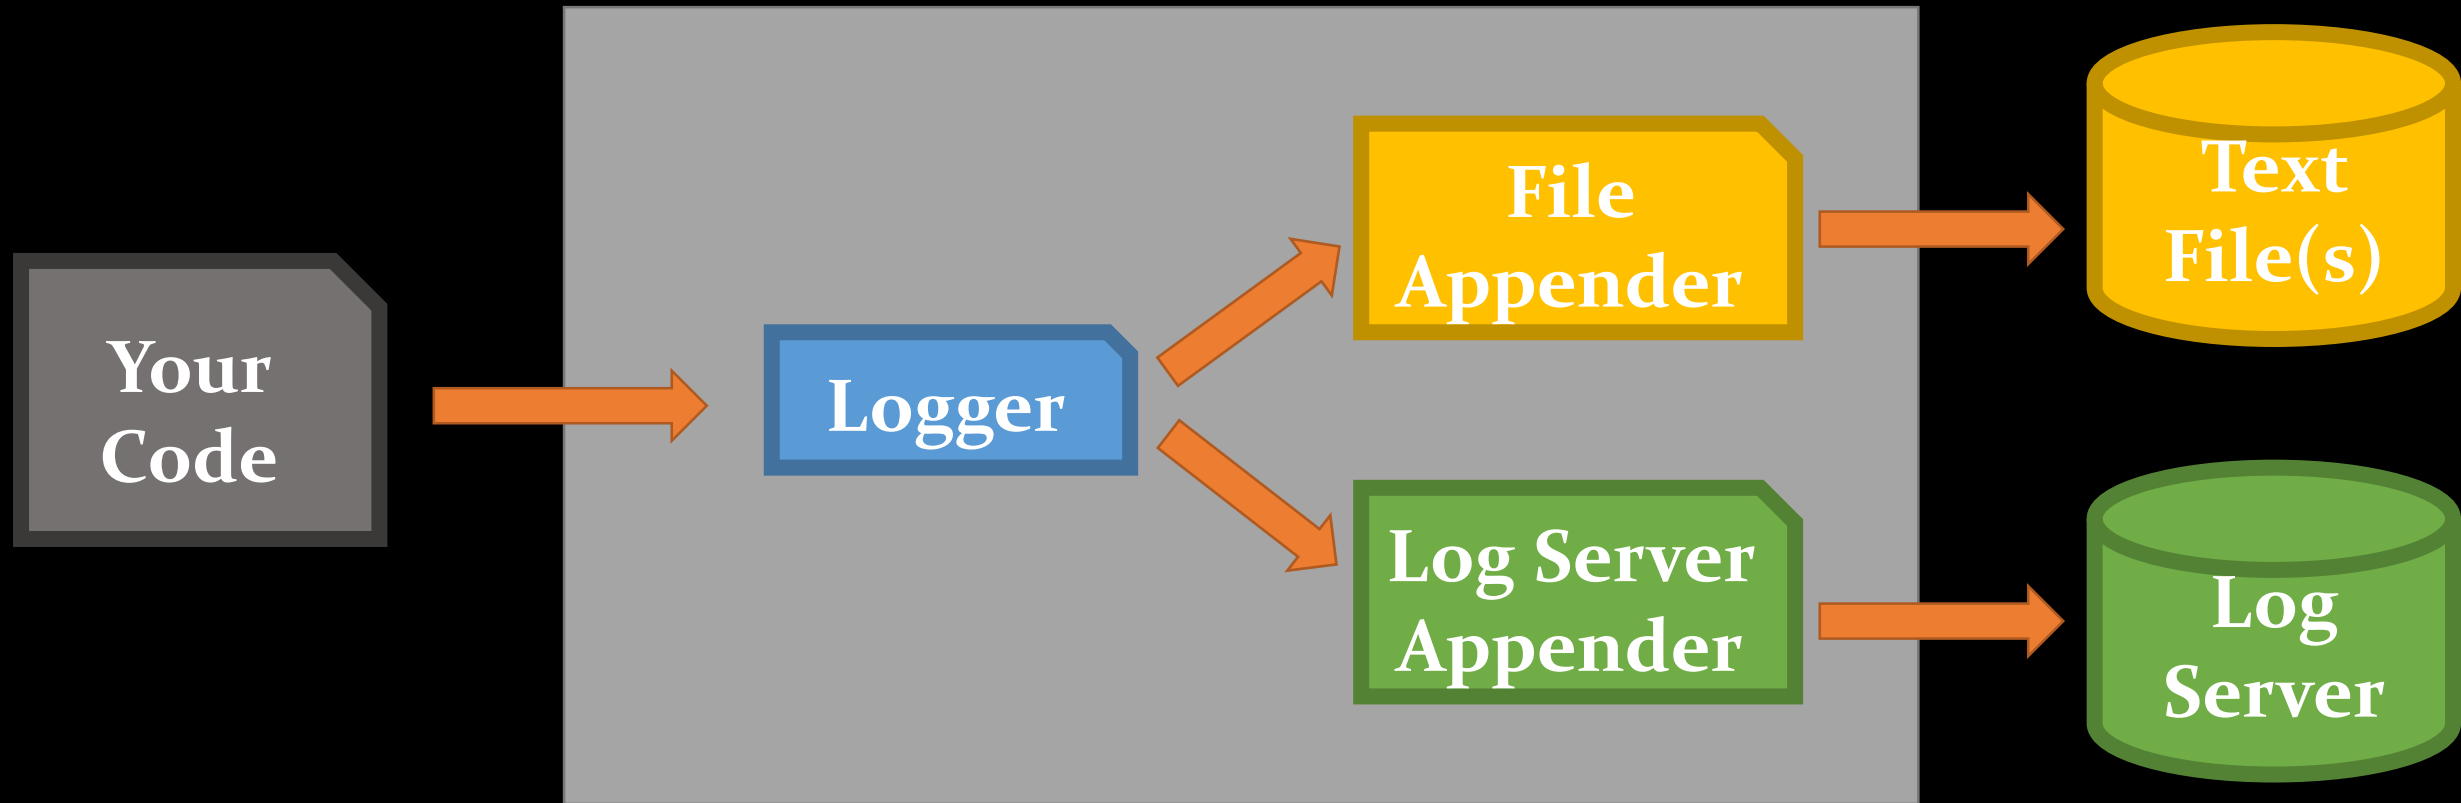 Your
Code
Logger
File
Appender
Log Server
Appender
Text
File(s)
Log
Server